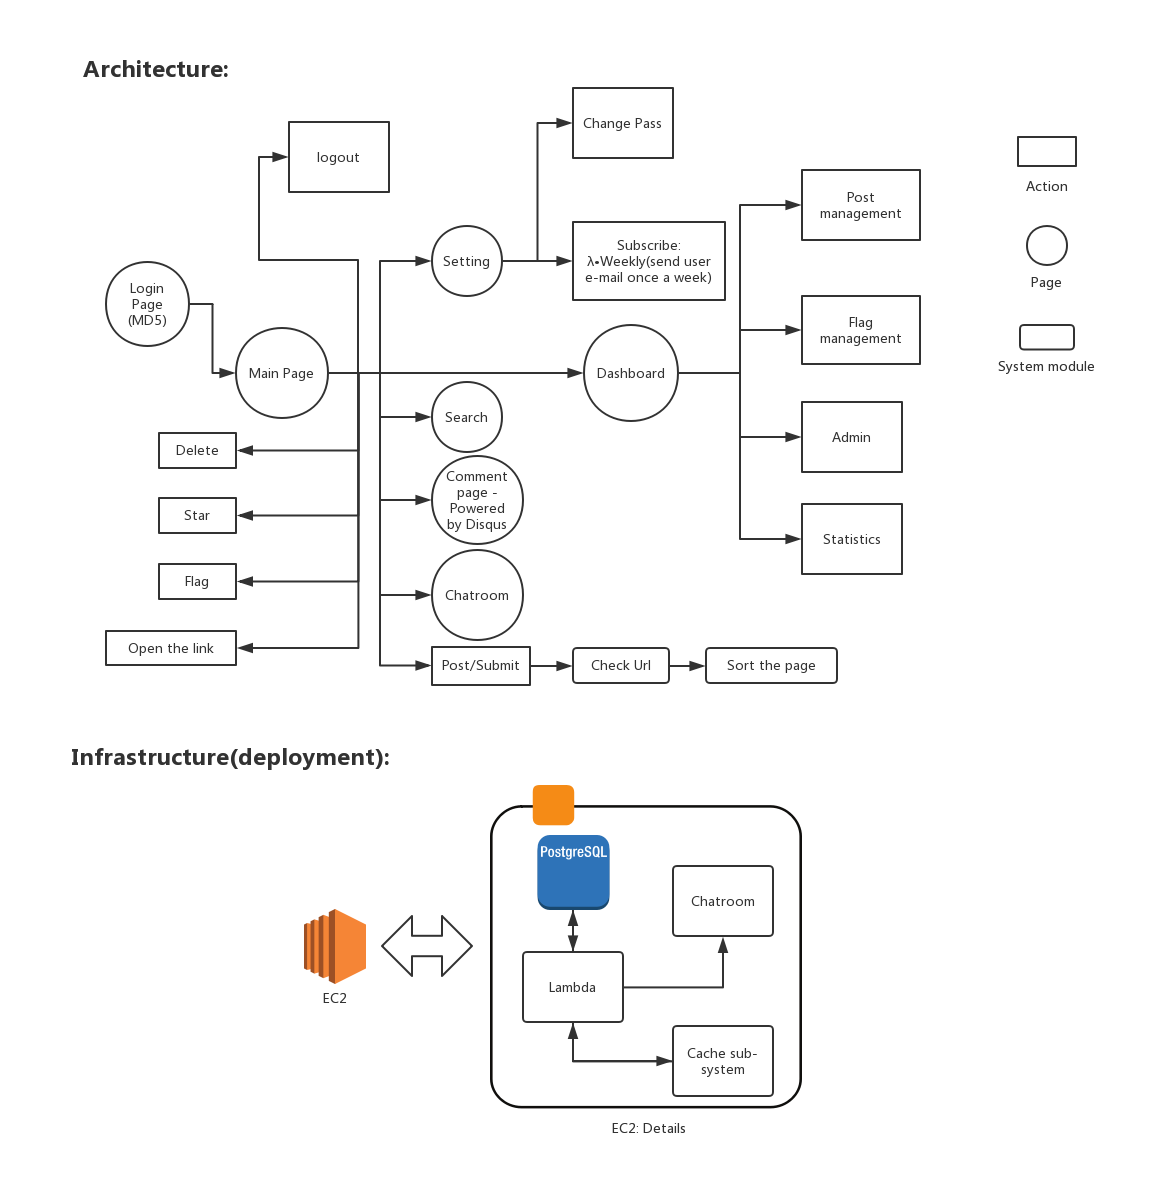 Architecture:
Change Pass
logout
Action
Post
management
Subscribe:
λ•Weekly(send user
e-mail once a week)
Setting
Page
Login
Page
(MD5)
Flag
management
System module
Main Page
Dashboard
Search
Admin
Delete
Comment
page -
Powered
by Disqus
Star
Statistics
Flag
Chatroom
Open the link
Post/Submit
Check Url
Sort the page
Infrastructure(deployment):
PostgreSQL
Chatroom
EC2
Lambda
Cache sub-
system
EC2: Details